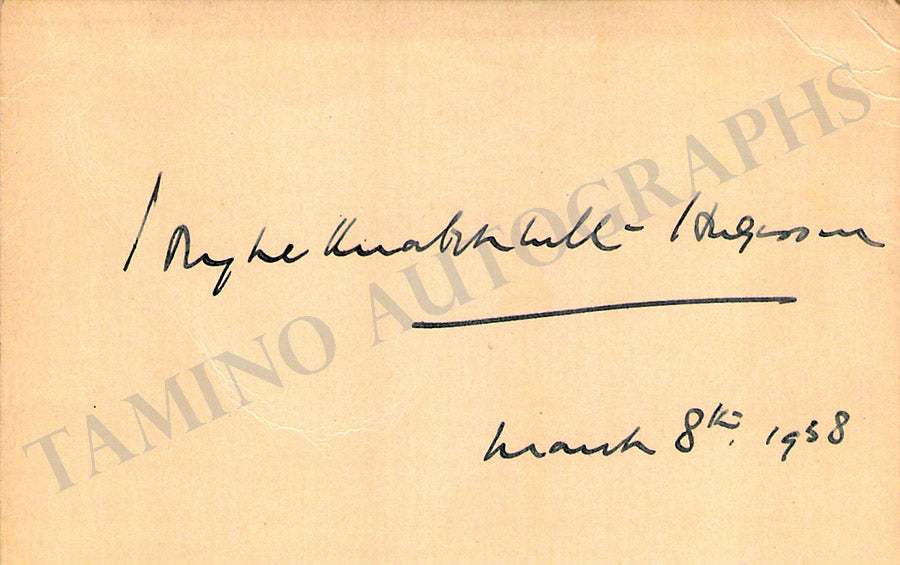 Hughe Knatchbull-Hugessen
March 8th. 1938
TAMINO AUTOGRAPHS